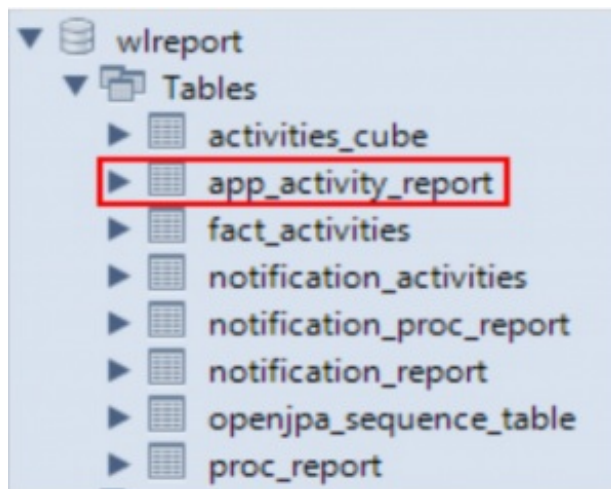 wlreport
Tables
activities_cube
app_activity_report
fact_activities
notification_activities
notification_proc_report
notification_report
openjpa_sequence_table
proc_report